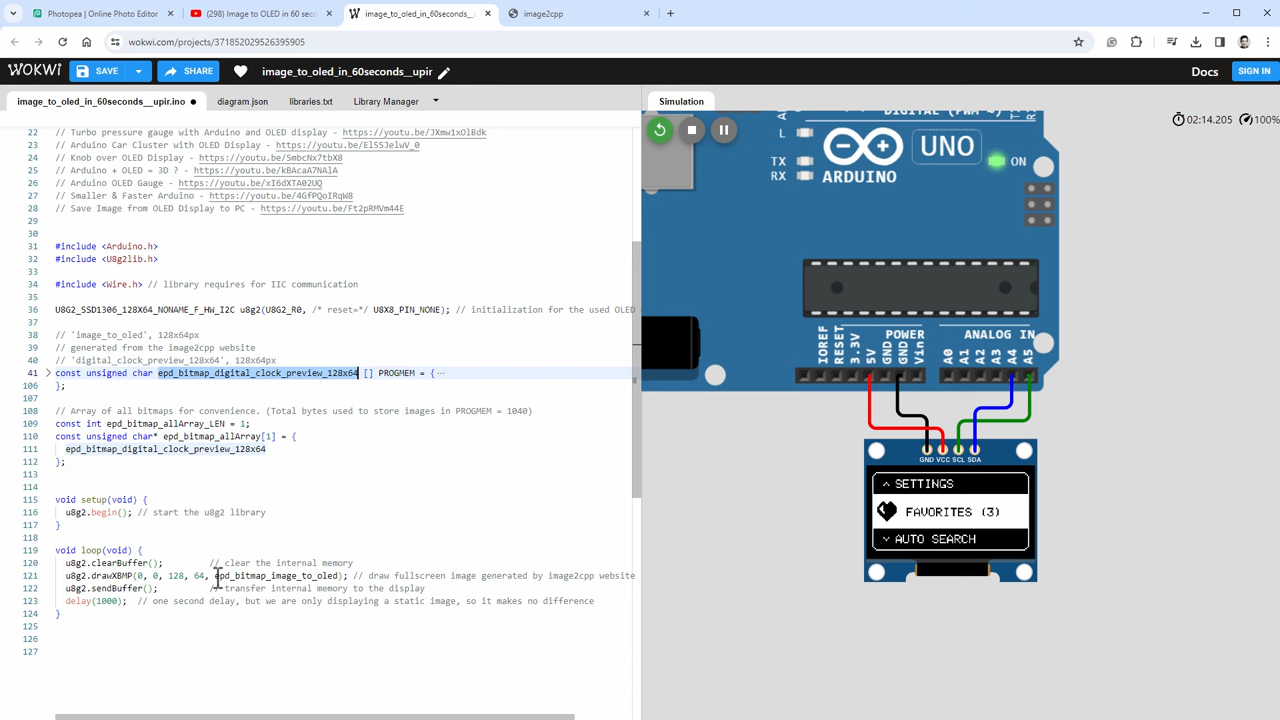 Photopea | Online Photo Editor
(298) Image to OLED in 60 sec
image_to_oled_in_60seconds__
image2cpp
wokwi.com/projects/371852029526395905
WOKWI
SAVE
SHARE
image_to_oled_in_60seconds__upir
Docs
SIGN IN
image_to_oled_in_60seconds__upir.ino
diagram.json
libraries.txt
Library Manager
22 // Turbo pressure gauge with Arduino and OLED display - https://youtu.be/JXmw1xOlBdk
23 // Arduino Car Cluster with OLED Display - https://youtu.be/El5SJelwV_0
24 // Knob over OLED Display - https://youtu.be/SmbcNx7tbX8
25 // Arduino + OLED = 3D ? - https://youtu.be/kBAcaA7NAlA
26 // Arduino OLED Gauge - https://youtu.be/xI6dXTA02UQ
27 // Smaller & Faster Arduino - https://youtu.be/4GfPQoIRqW8
28 // Save Image from OLED Display to PC - https://youtu.be/Ft2pRMVm44E
29
30
31 #include <Arduino.h>
32 #include <U8g2lib.h>
33
34 #include <Wire.h> // library requires for IIC communication
35
36 U8G2_SSD1306_128X64_NONAME_F_HW_I2C u8g2(U8G2_R0, /* reset=*/ U8X8_PIN_NONE); // initialization for the used OLED
37
38 // 'image_to_oled', 128x64px
39 // generated from the image2cpp website
40 // 'digital_clock_preview_128x64', 128x64px
41 const unsigned char epd_bitmap_digital_clock_preview_128x64 [] PROGMEM = {···
106 };
107
108 // Array of all bitmaps for convenience. (Total bytes used to store images in PROGMEM = 1040)
109 const int epd_bitmap_allArray_LEN = 1;
110 const unsigned char* epd_bitmap_allArray[1] = {
111 epd_bitmap_digital_clock_preview_128x64
112 };
113
114
115 void setup(void) {
116 u8g2.begin(); // start the u8g2 library
117 }
118
119 void loop(void) {
120 u8g2.clearBuffer(); // clear the internal memory
121 u8g2.drawXBMP(0, 0, 128, 64, epd_bitmap_image_to_oled); // draw fullscreen image generated by image2cpp website
122 u8g2.sendBuffer(); // transfer internal memory to the display
123 delay(1000); // one second delay, but we are only displaying a static image, so it makes no difference
124 }
125
126
127
Simulation
02:14.205
100%
L
TX
RX
UNO
ARDUINO
ON
IOREF
RESET
3.3V
5V
GND
GND
Vin
POWER
ANALOG IN
A0
A1
A2
A3
A4
A5
GND VCC SCL SDA
SETTINGS
FAVORITES (3)
AUTO SEARCH